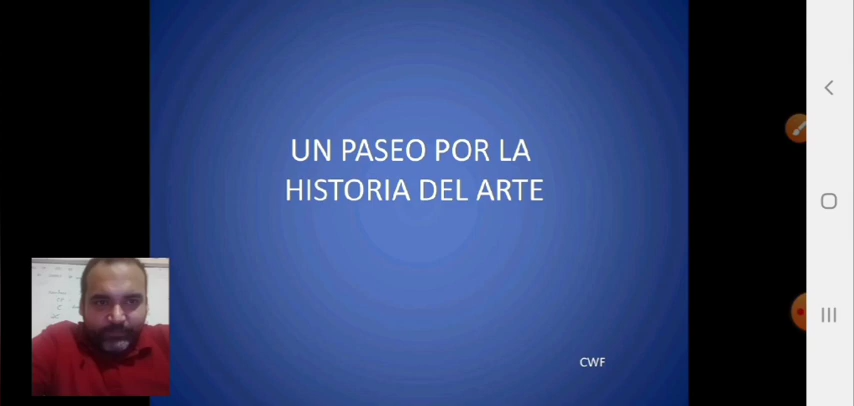 UN PASEO POR LA
HISTORIA DEL ARTE
CWF